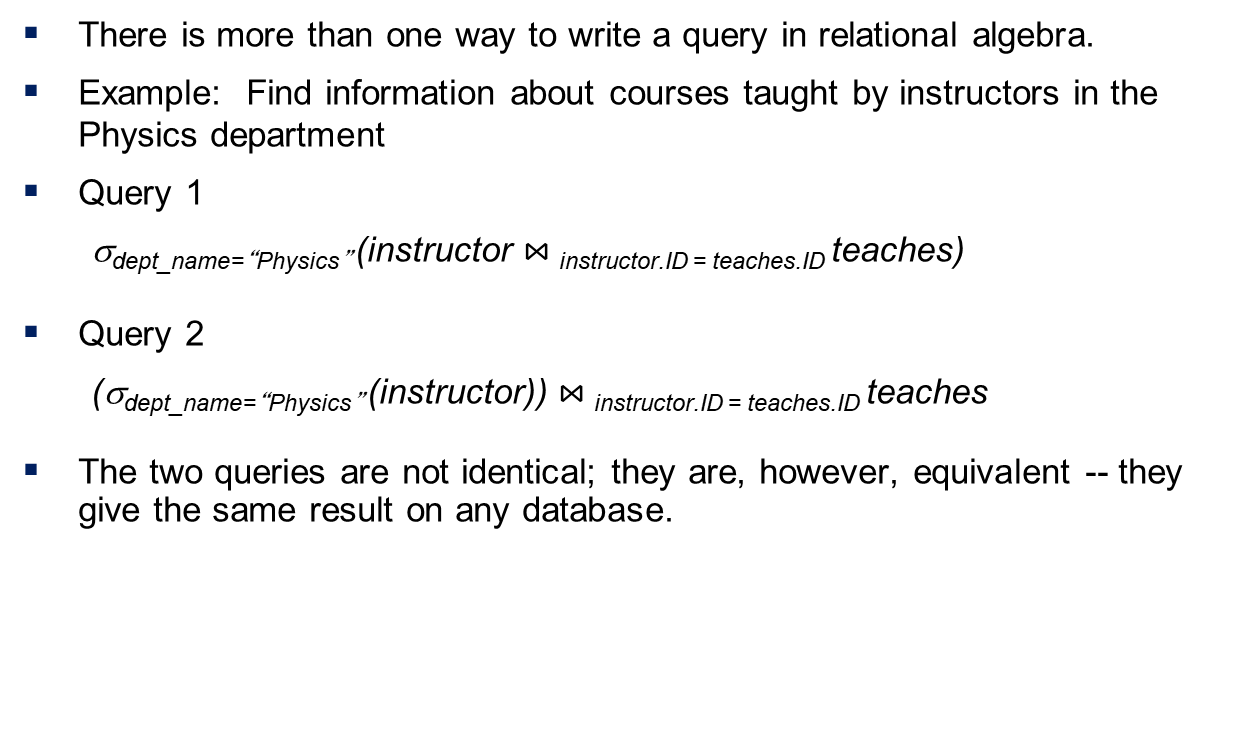 ▪ There is more than one way to write a query in relational algebra.
▪ Example: Find information about courses taught by instructors in the
Physics department
▪ Query 1
σdept_name= “Physics ”(instructor ⋈ instructor.ID = teaches.ID teaches)
▪ Query 2
(σdept_name= “Physics ”(instructor)) ⋈ instructor.ID = teaches.ID teaches
▪ The two queries are not identical; they are, however, equivalent -- they
give the same result on any database.